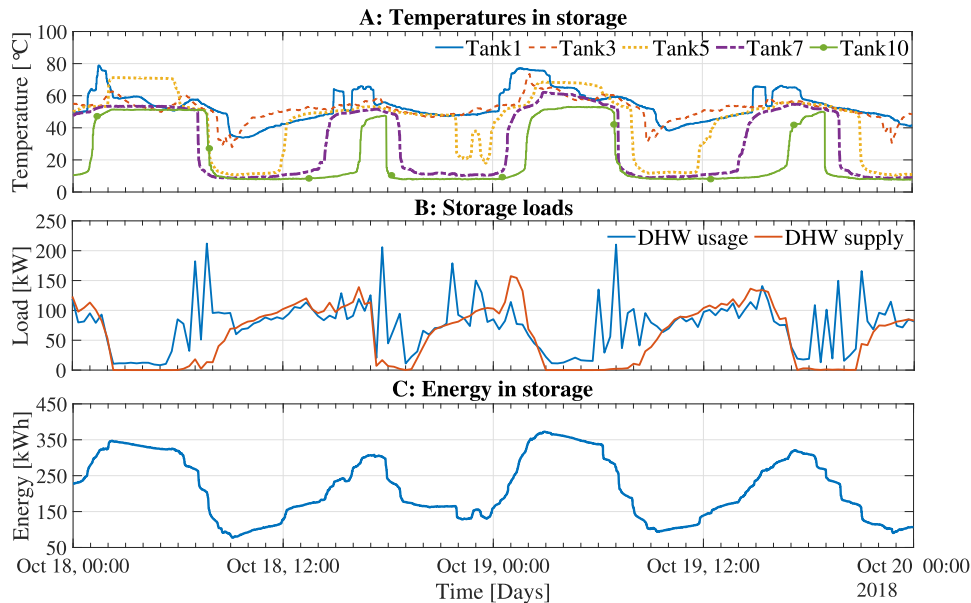 A: Temperatures in storage
Temperature [°C]
100
80
60
40
20
0
Tank1 Tank3 Tank5 Tank7 Tank10
B: Storage loads
Load [kW]
250
200
150
100
50
0
DHW usage DHW supply
C: Energy in storage
Energy [kWh]
450
350
250
150
50
Oct 18, 00:00 Oct 18, 12:00 Oct 19, 00:00 Oct 19, 12:00 Oct 20, 00:00
Time [Days]
2018